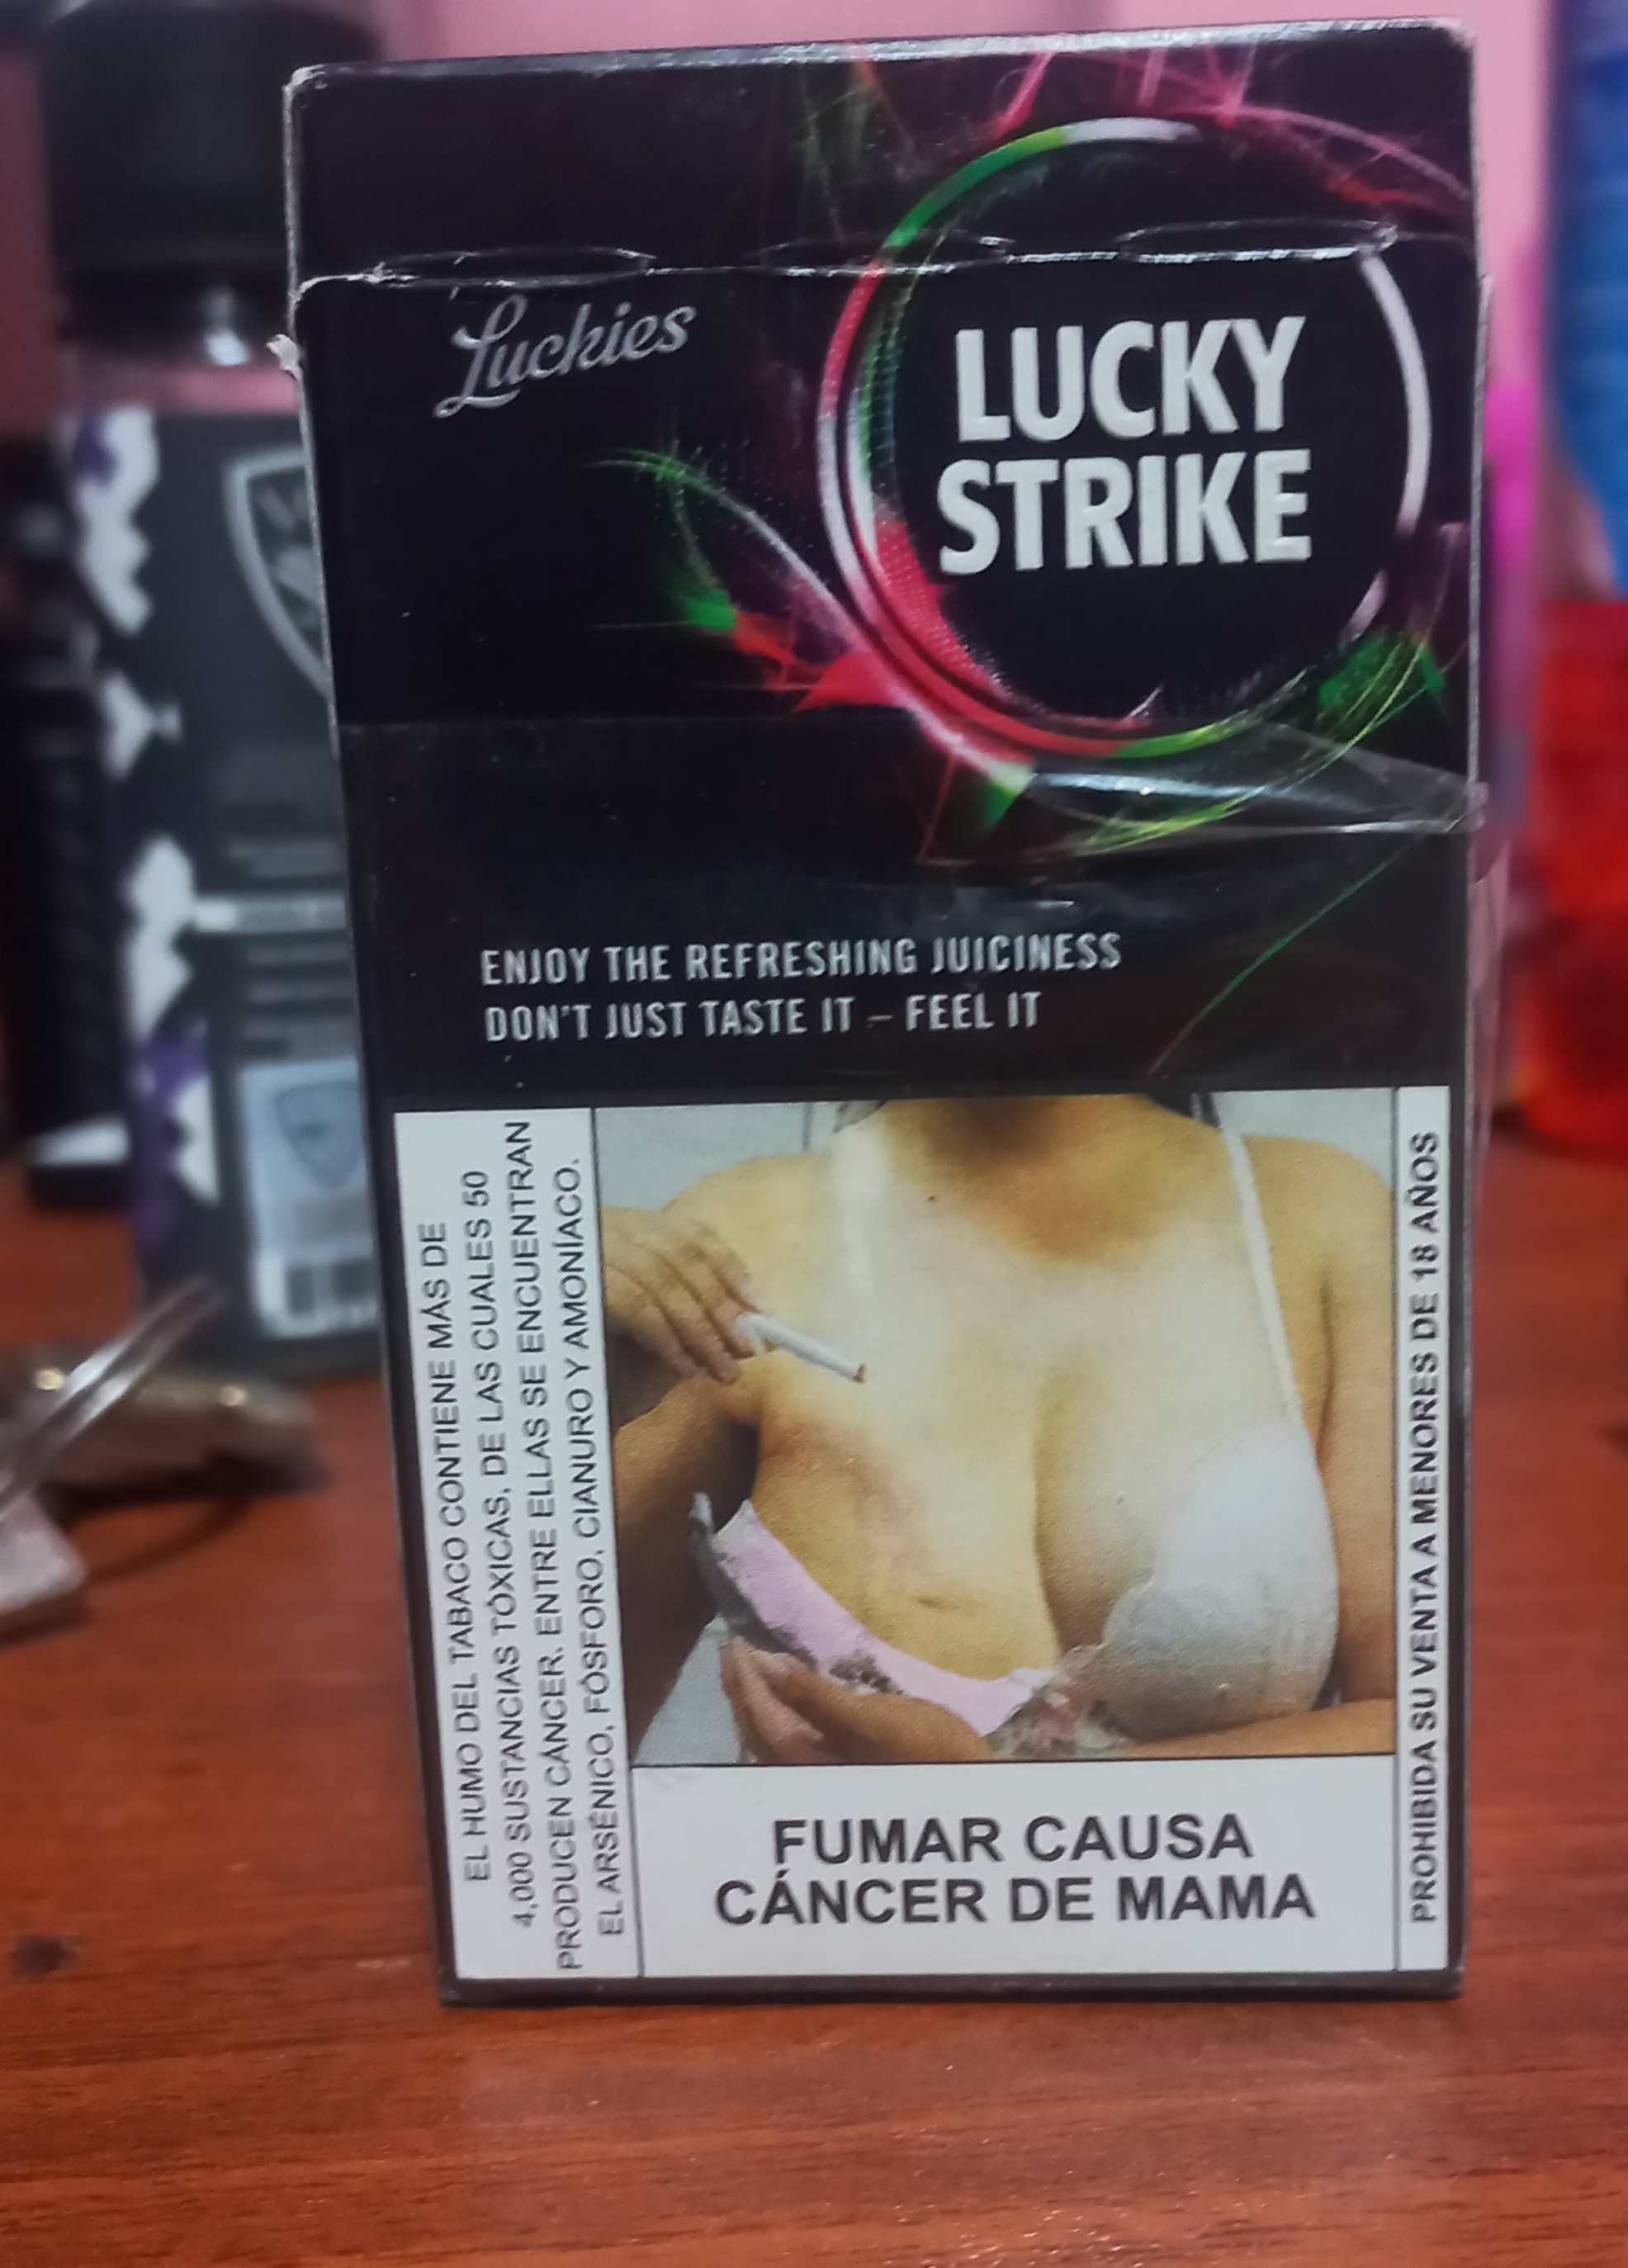 Luckies
LUCKY
STRIKE
ENJOY THE REFRESHING JUICINESS
DON'T JUST TASTE IT – FEEL IT
EL HUMO DEL TABACO CONTIENE MÁS DE
4,000 SUSTANCIAS TÓXICAS, DE LAS CUALES 50
PRODUCEN CÁNCER. ENTRE ELLAS SE ENCUENTRAN
EL ARSÉNICO, FÓSFORO, CIANURO Y AMONÍACO.
FUMAR CAUSA
CÁNCER DE MAMA
PROHIBIDA SU VENTA A MENORES DE 18 AÑOS